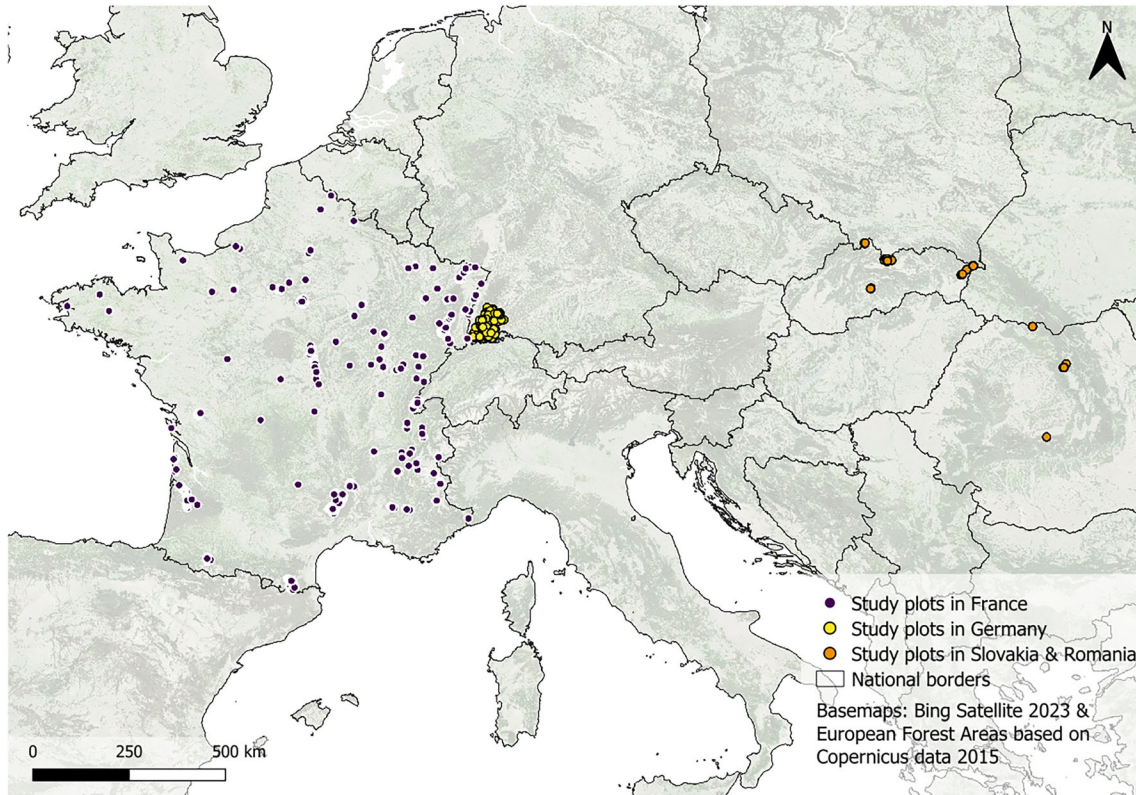 N
Study plots in France
Study plots in Germany
Study plots in Slovakia & Romania
National borders
Basemaps: Bing Satellite 2023 &
European Forest Areas based on
Copernicus data 2015
0 250 500 km